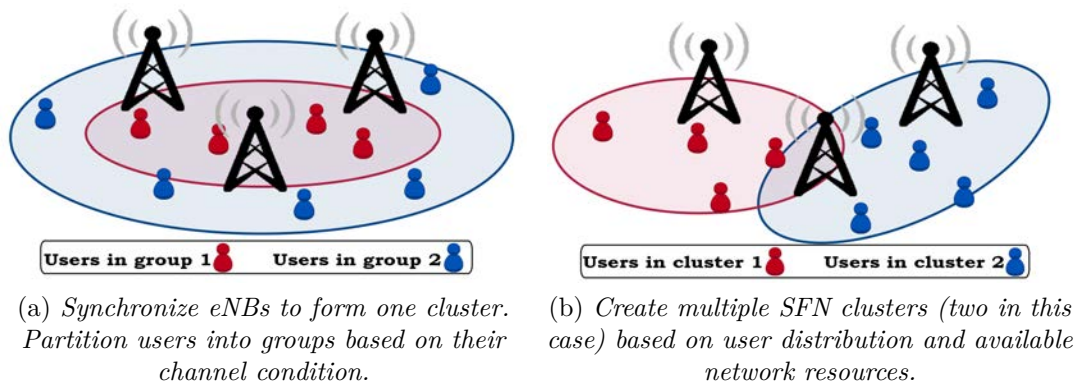 Users in group 1 Users in group 2
(a) Synchronize eNBs to form one cluster.
Partition users into groups based on their
channel condition.
Users in cluster 1 Users in cluster 2
(b) Create multiple SFN clusters (two in this
case) based on user distribution and available
network resources.